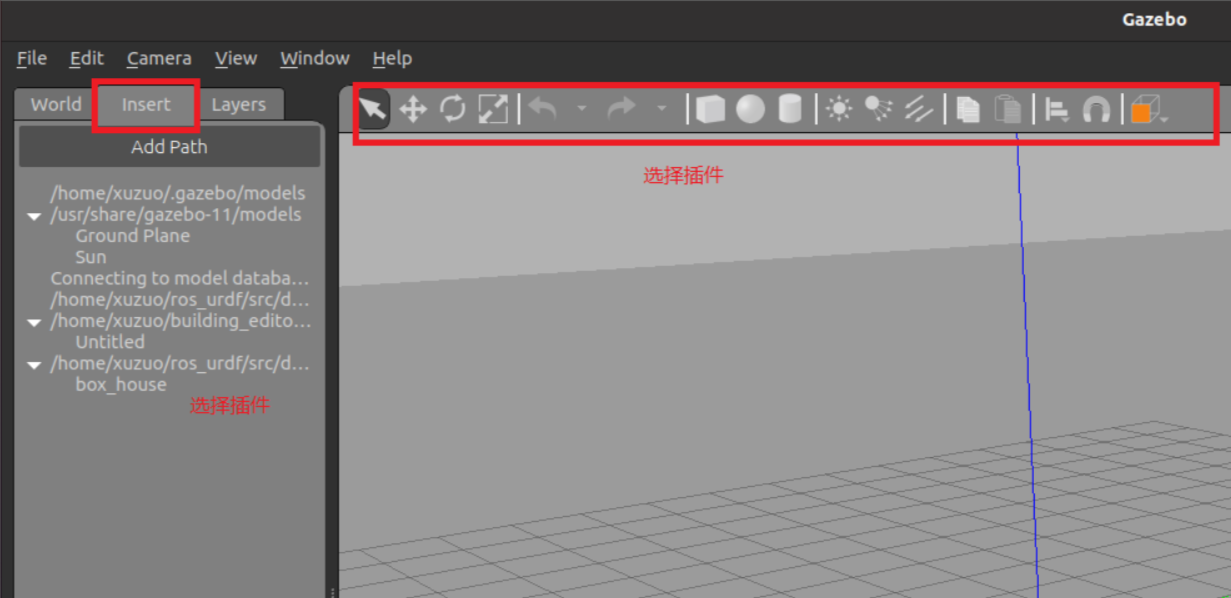 Gazebo
File Edit Camera View Window Help
World Insert Layers
Add Path
选择插件
/home/xuzuo/.gazebo/models
/usr/share/gazebo-11/models
Ground Plane
Sun
Connecting to model databa...
/home/xuzuo/ros_urdf/src/d...
/home/xuzuo/building_edito...
Untitled
/home/xuzuo/ros_urdf/src/d...
box_house
选择插件